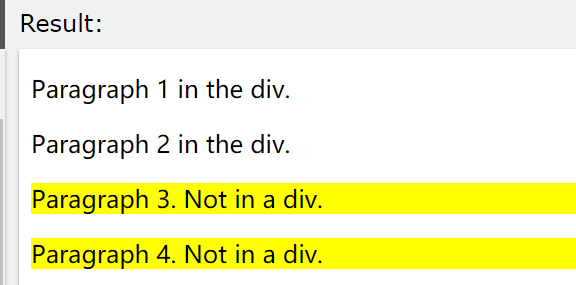 Result:
Paragraph 1 in the div.
Paragraph 2 in the div.
Paragraph 3. Not in a div.
Paragraph 4. Not in a div.